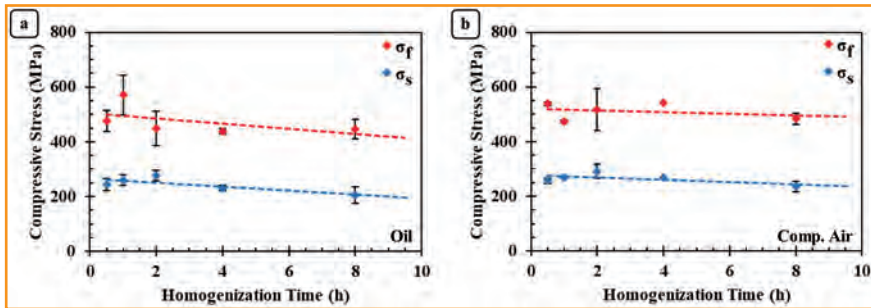 a
800
600
400
200
0
Compressive Stress (MPa)
σf
σs
Oil
0 2 4 6 8 10
Homogenization Time (h)
b
800
600
400
200
0
Compressive Stress (MPa)
σf
σs
Comp. Air
0 2 4 6 8 10
Homogenization Time (h)